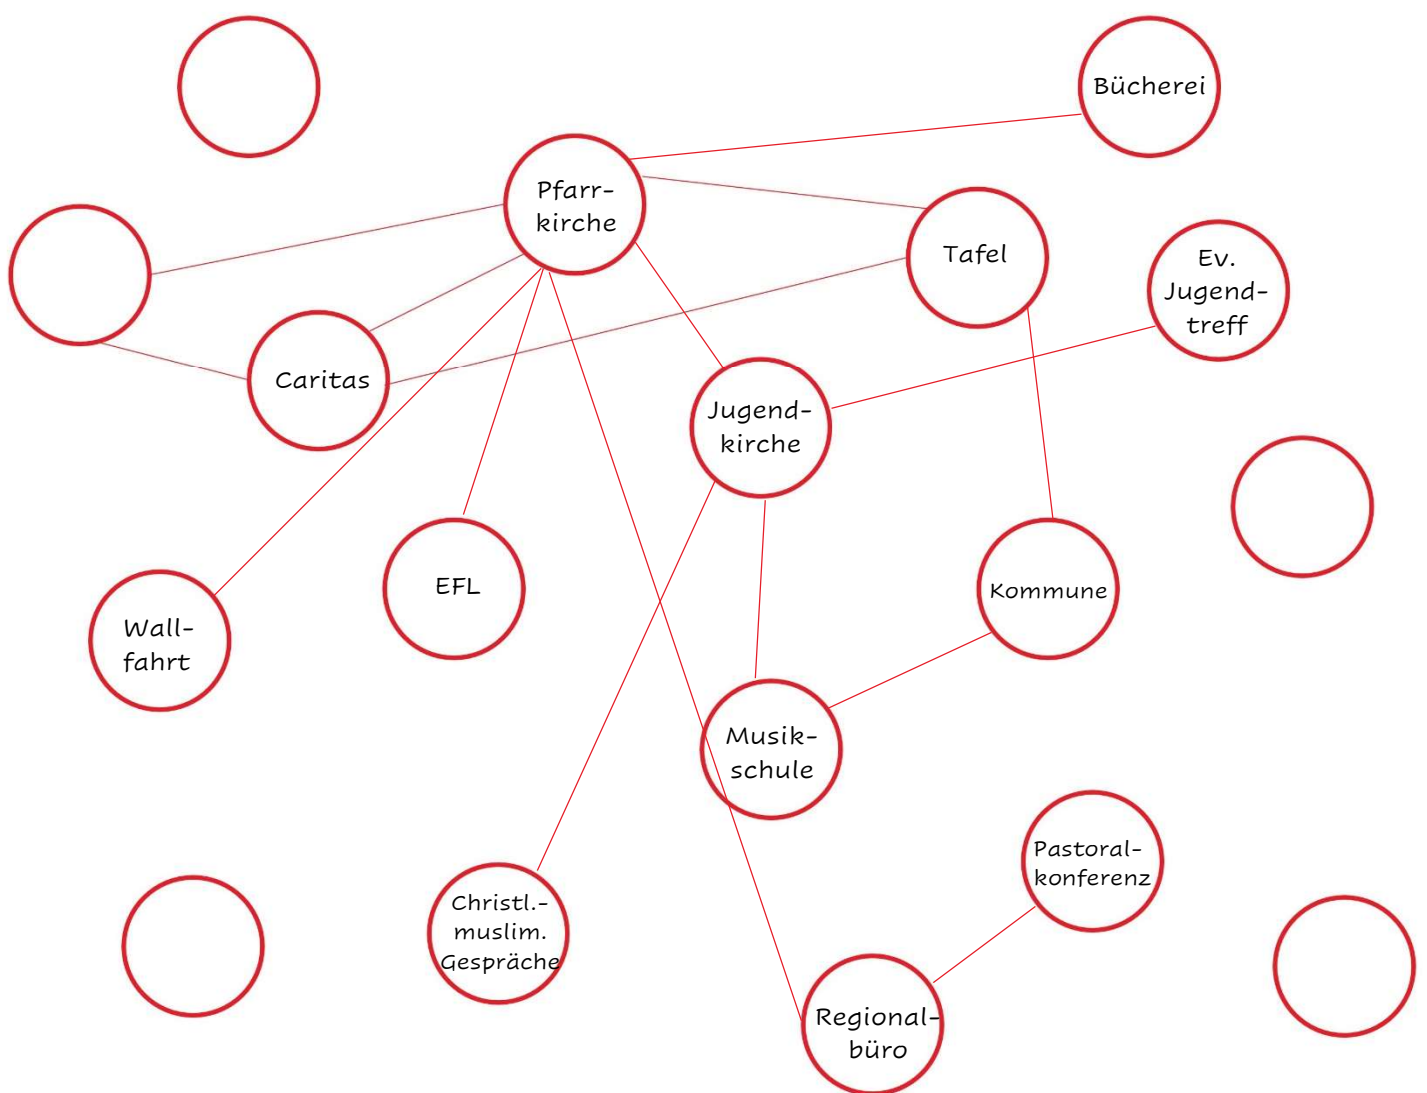 Bücherei
Pfarr-
kirche
Tafel
Ev.
Jugend-
treff
Caritas
Jugend-
kirche
EFL
Kommune
Wall-
fahrt
Musik-
schule
Pastoral-
konferenz
Christl.-
muslim.
Gespräche
Regional-
büro